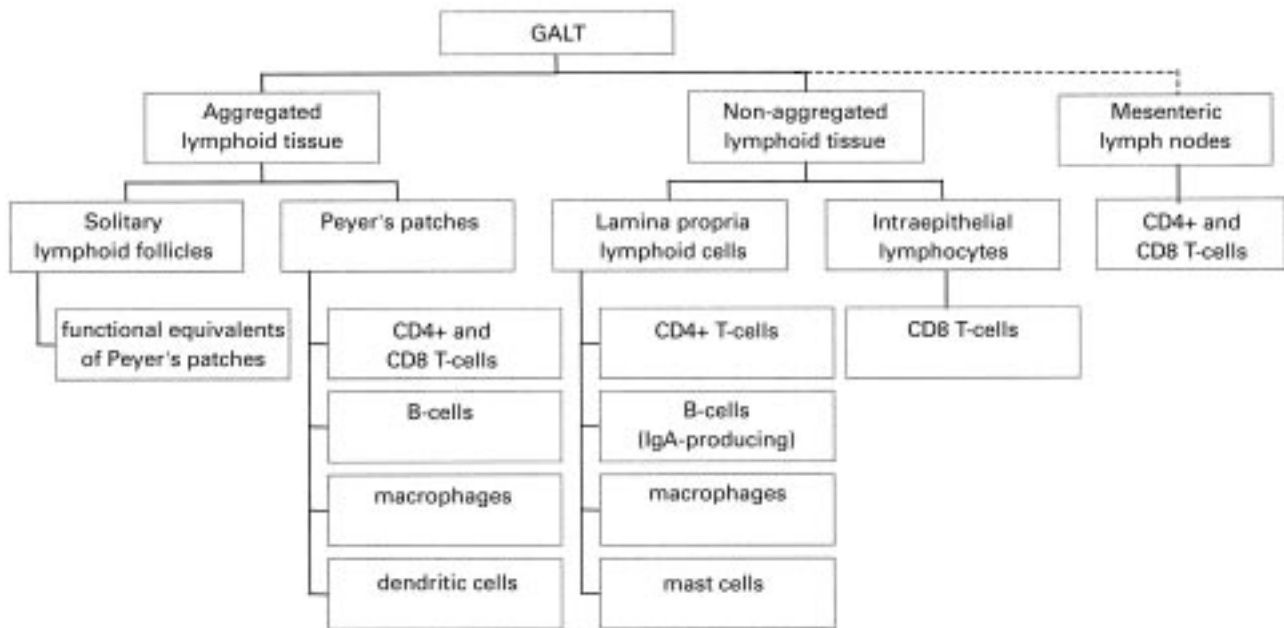 GALT
Aggregated
lymphoid tissue
Non-aggregated
lymphoid tissue
Mesenteric
lymph nodes
Solitary
lymphoid follicles
Peyer's patches
Lamina propria
lymphoid cells
Intraepithelial
lymphocytes
CD4+ and
CD8 T-cells
functional equivalents
of Peyer's patches
CD4+ and
CD8 T-cells
CD4+ T-cells
CD8 T-cells
B-cells
B-cells
(IgA-producing)
macrophages
macrophages
dendritic cells
mast cells